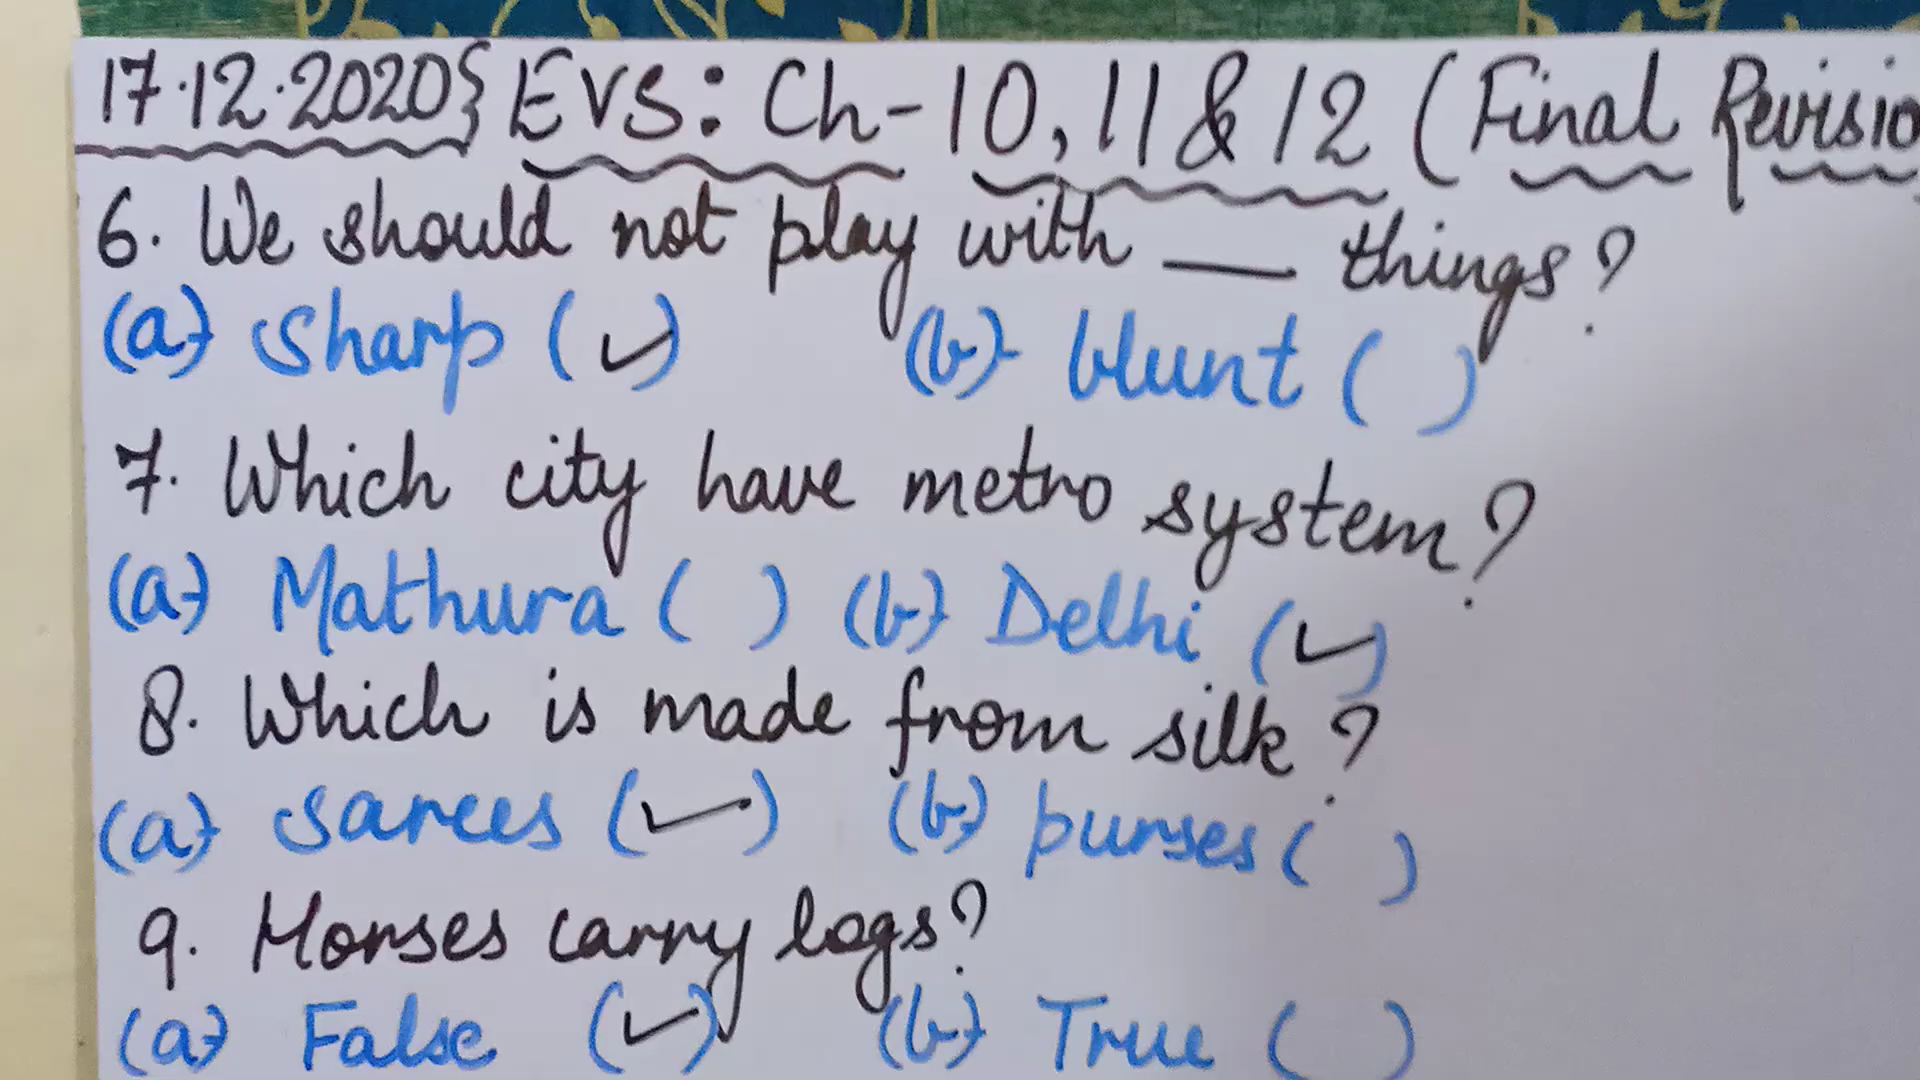 17.12.2020} EVS: Ch-10, 11 & 12 (Final Revisio
6. We should not play with ___ things?
(a) Sharp (✓) (b) blunt ( )
7. Which city have metro system?
(a) Mathura ( ) (b) Delhi (✓)
8. Which is made from silk?
(a) Sarees (✓) (b) purses ( )
9. Horses carry logs?
(a) False (✓) (b) True ( )